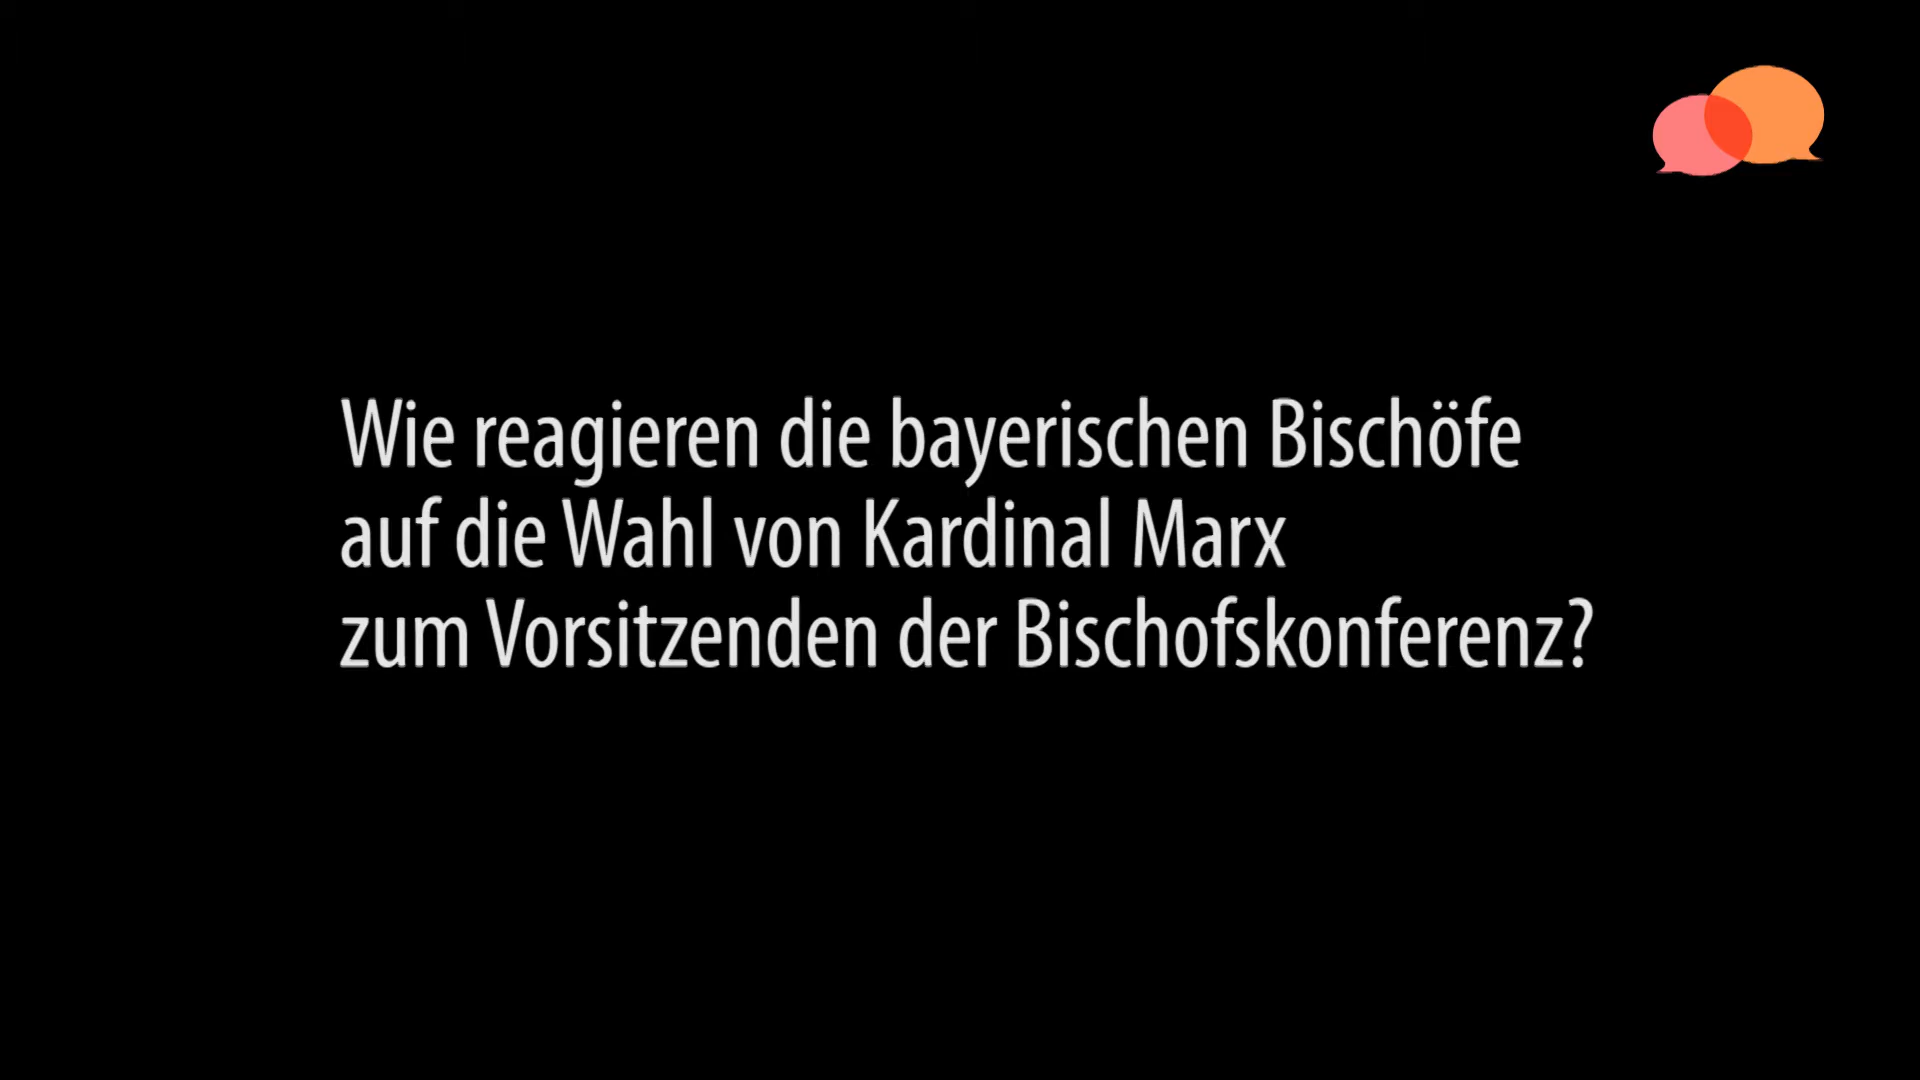 Wie reagieren die bayerischen Bischöfe
auf die Wahl von Kardinal Marx
zum Vorsitzenden der Bischofskonferenz?